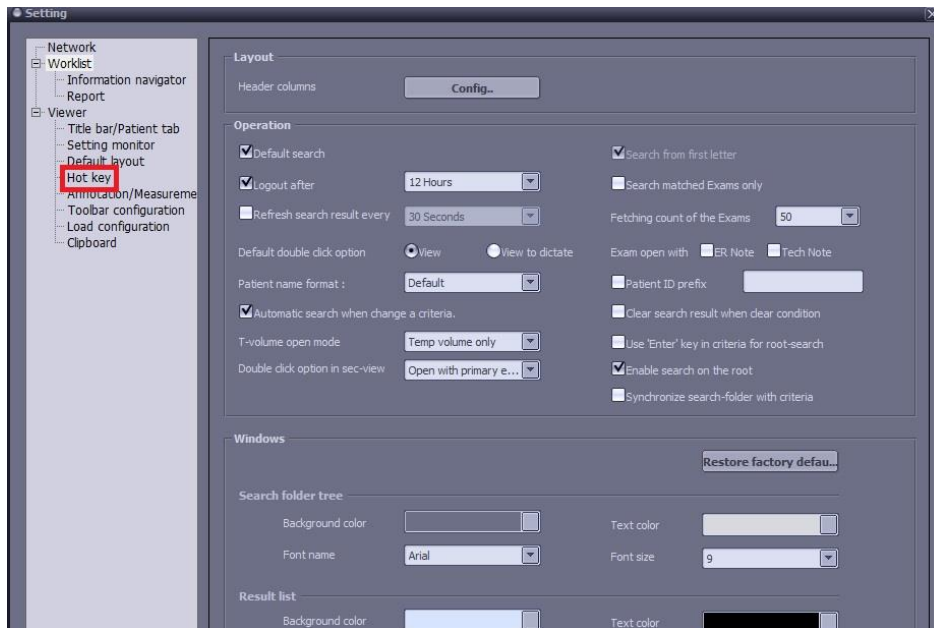 Setting
Network
Worklist
Information navigator
Report
Viewer
Title bar/Patient tab
Setting monitor
Default layout
Hot key
Annotation/Measureme
Toolbar configuration
Load configuration
Clipboard
Layout
Header columns
Config..
Operation
Default search
Search from first letter
Logout after
12 Hours
Search matched Exams only
Refresh search result every
30 Seconds
Fetching count of the Exams
50
Default double click option
View
View to dictate
Exam open with
ER Note
Tech Note
Patient name format :
Default
Patient ID prefix
Automatic search when change a criteria.
Clear search result when clear condition
T-volume open mode
Temp volume only
Use 'Enter' key in criteria for root-search
Double click option in sec-view
Open with primary e...
Enable search on the root
Synchronize search-folder with criteria
Windows
Restore factory defau...
Search folder tree
Background color
Text color
Font name
Arial
Font size
9
Result list
Background color
Text color